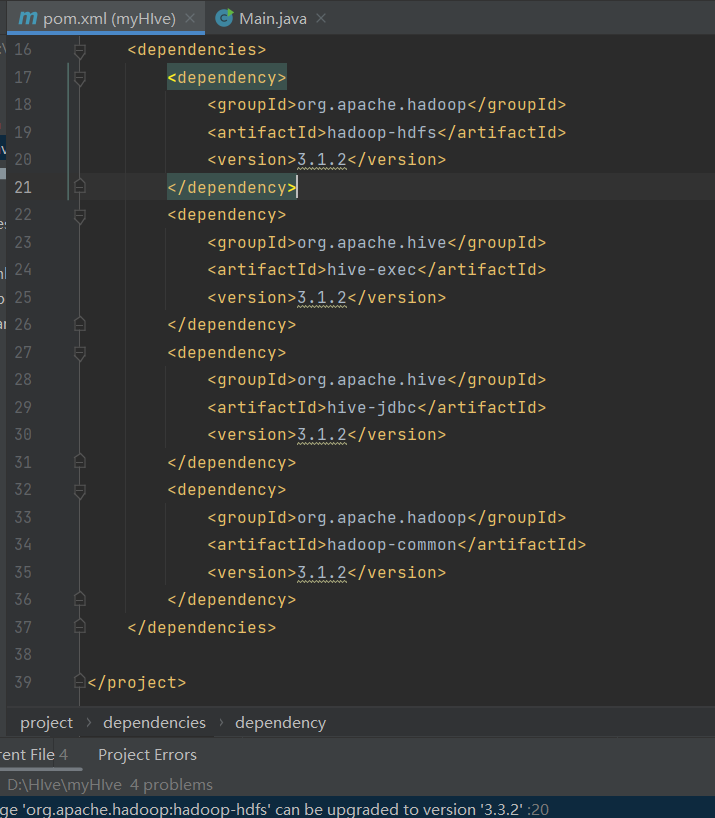 m pom.xml (myHIve) × C Main.java ×
16 <dependencies>
17 <dependency>
18 <groupId>org.apache.hadoop</groupId>
19 <artifactId>hadoop-hdfs</artifactId>
20 <version>3.1.2</version>
21 </dependency>
22 <dependency>
23 <groupId>org.apache.hive</groupId>
24 <artifactId>hive-exec</artifactId>
25 <version>3.1.2</version>
26 </dependency>
27 <dependency>
28 <groupId>org.apache.hive</groupId>
29 <artifactId>hive-jdbc</artifactId>
30 <version>3.1.2</version>
31 </dependency>
32 <dependency>
33 <groupId>org.apache.hadoop</groupId>
34 <artifactId>hadoop-common</artifactId>
35 <version>3.1.2</version>
36 </dependency>
37 </dependencies>
38
39 </project>
project › dependencies › dependency
rent File 4 Project Errors
D:\HIve\myHIve 4 problems
ge 'org.apache.hadoop:hadoop-hdfs' can be upgraded to version '3.3.2' :20